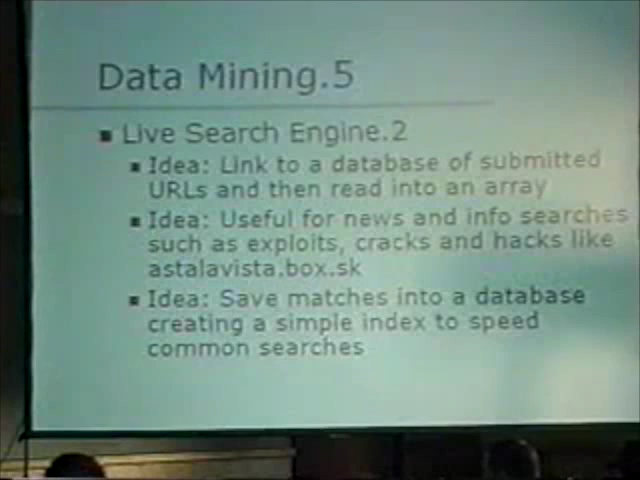 Data Mining.5
■ Live Search Engine.2
■ Idea: Link to a database of submitted
URLs and then read into an array
■ Idea: Useful for news and info searches
such as exploits, cracks and hacks like
astalavista.box.sk
■ Idea: Save matches into a database
creating a simple index to speed
common searches